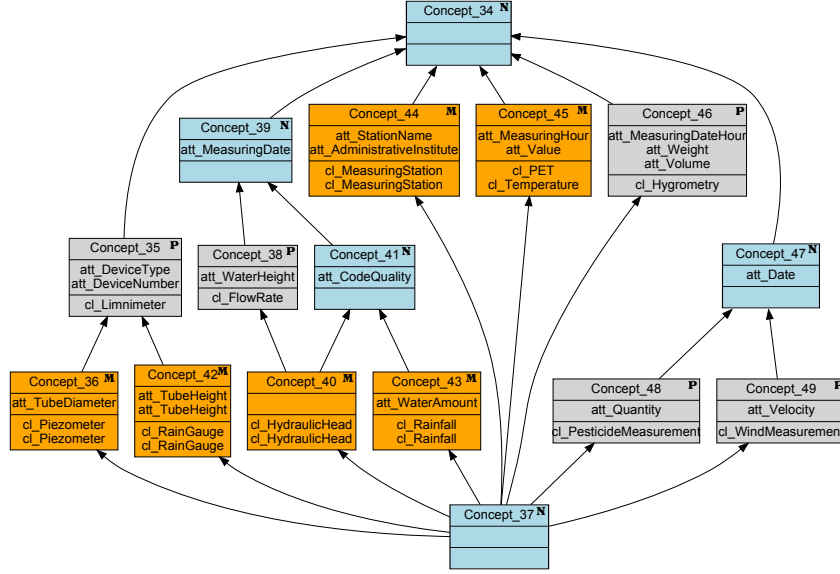 Concept_34 N
Concept_44 M
att_StationName
att_AdministrativeInstitute
cl_MeasuringStation
cl_MeasuringStation
Concept_45 M
att_MeasuringHour
att_Value
cl_PET
cl_Temperature
Concept_46 P
att_MeasuringDateHour
att_Weight
att_Volume
cl_Hygrometry
Concept_39 N
att_MeasuringDate
Concept_35 P
att_DeviceType
att_DeviceNumber
cl_Limnimeter
Concept_38 P
att_WaterHeight
cl_FlowRate
Concept_41 N
att_CodeQuality
Concept_47 N
att_Date
Concept_36 M
att_TubeDiameter
cl_Piezometer
cl_Piezometer
Concept_42 M
att_TubeHeight
att_TubeHeight
cl_RainGauge
cl_RainGauge
Concept_40 M
cl_HydraulicHead
cl_HydraulicHead
Concept_43 M
att_WaterAmount
cl_Rainfall
cl_Rainfall
Concept_48 P
att_Quantity
cl_PesticideMeasurement
Concept_49 P
att_Velocity
cl_WindMeasurement
Concept_37 N